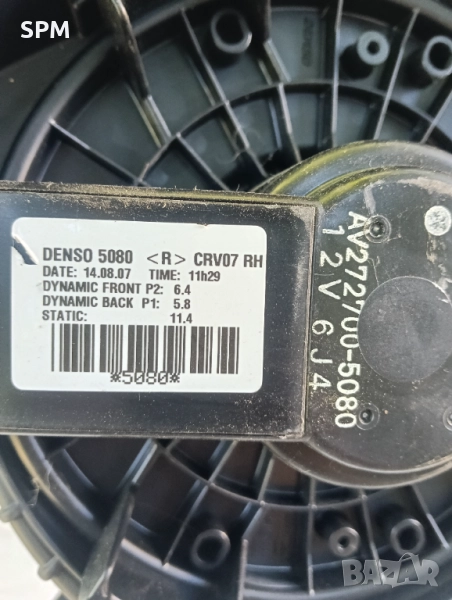 SPM
DENSO 5080 <R> CRV07 RH
DATE: 14.08.07 TIME: 11h29
DYNAMIC FRONT P2: 6.4
DYNAMIC BACK P1: 5.8
STATIC: 11.4
*5080*
AV272700-5080
12V 6J4
BAZAR